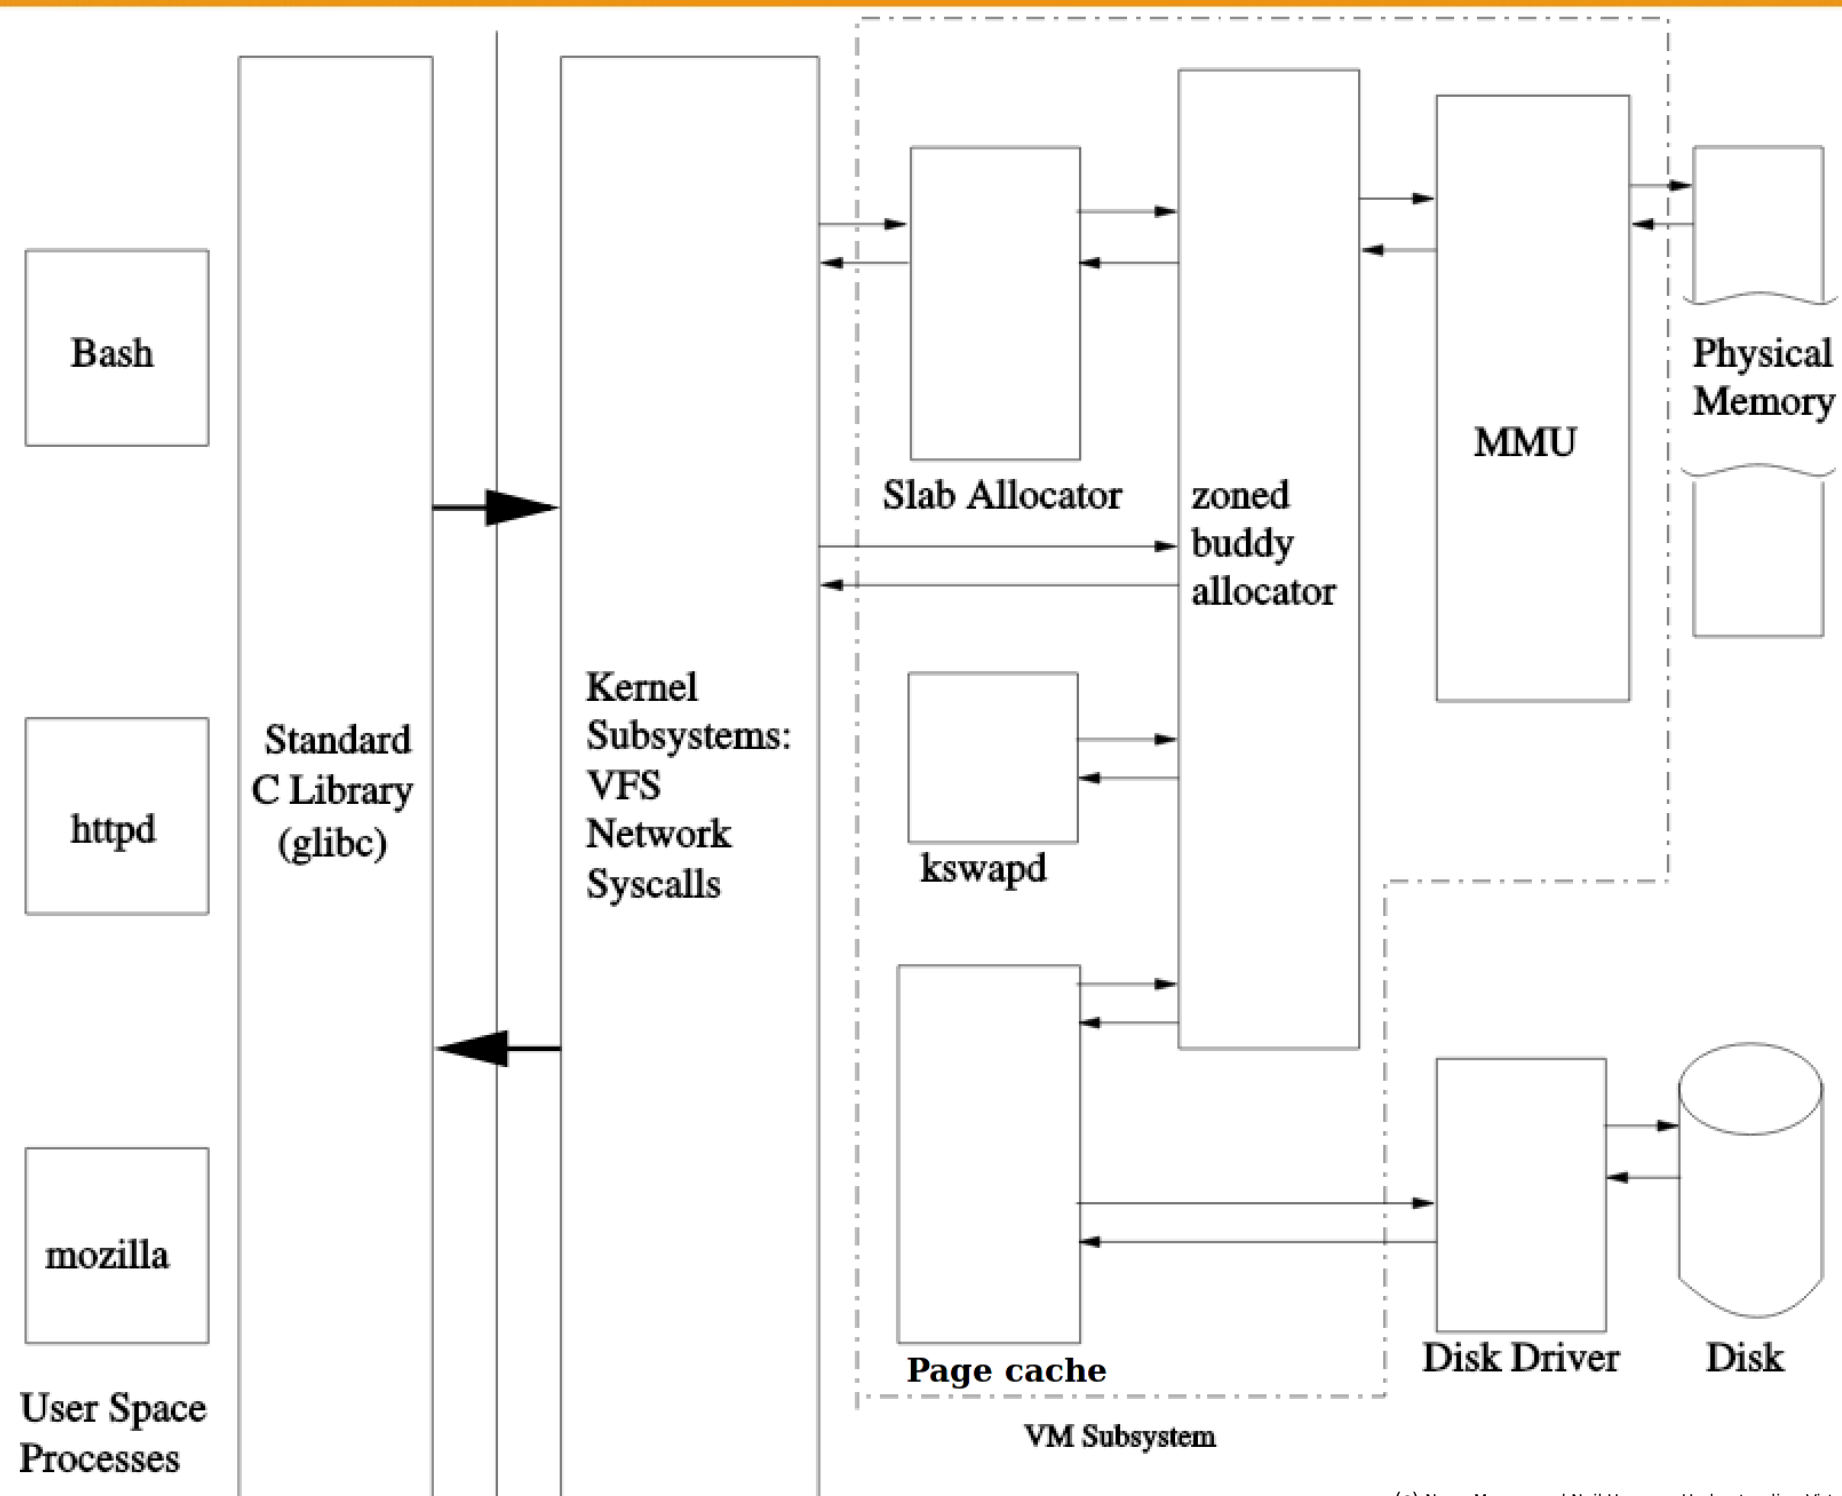 Bash
httpd
mozilla
User Space
Processes
Standard
C Library
(glibc)
Kernel
Subsystems:
VFS
Network
Syscalls
Slab Allocator
zoned
buddy
allocator
kswapd
Page cache
VM Subsystem
MMU
Physical
Memory
Disk Driver
Disk